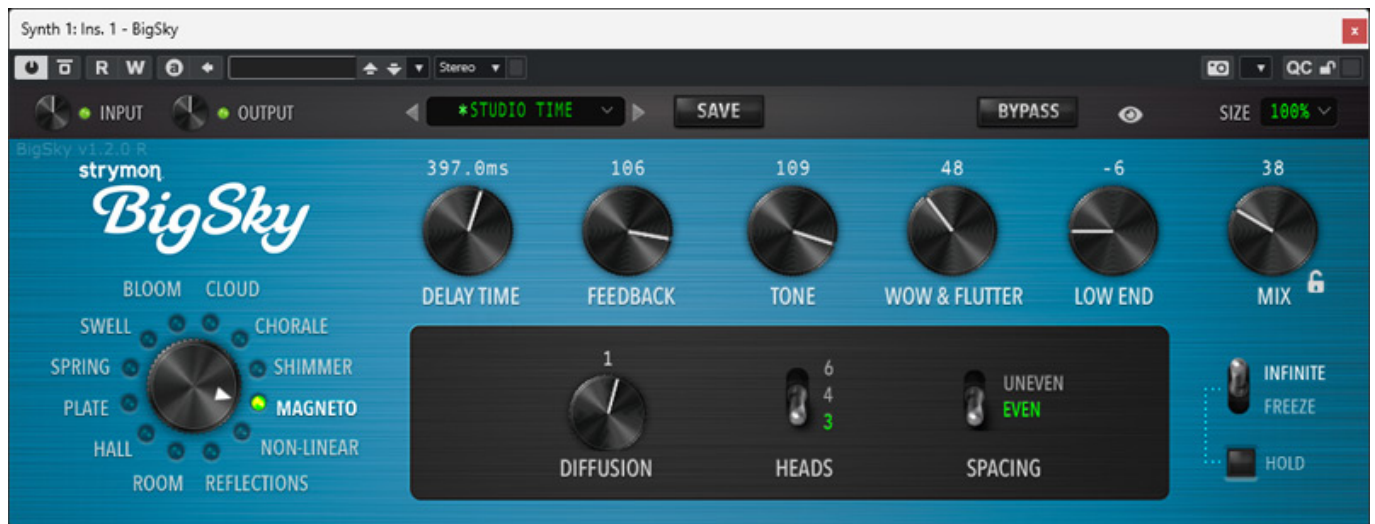 Synth 1: Ins. 1 - BigSky
x
R W a Stereo QC
INPUT OUTPUT *STUDIO TIME SAVE BYPASS SIZE 100%
BigSky v1.2.0 R
strymon
BigSky
397.0ms 106 109 48 -6 38
DELAY TIME FEEDBACK TONE WOW & FLUTTER LOW END MIX
BLOOM CLOUD
SWELL CHORALE
SPRING SHIMMER
PLATE MAGNETO
HALL NON-LINEAR
ROOM REFLECTIONS
1
DIFFUSION
6
4
3
HEADS
UNEVEN
EVEN
SPACING
INFINITE
FREEZE
HOLD